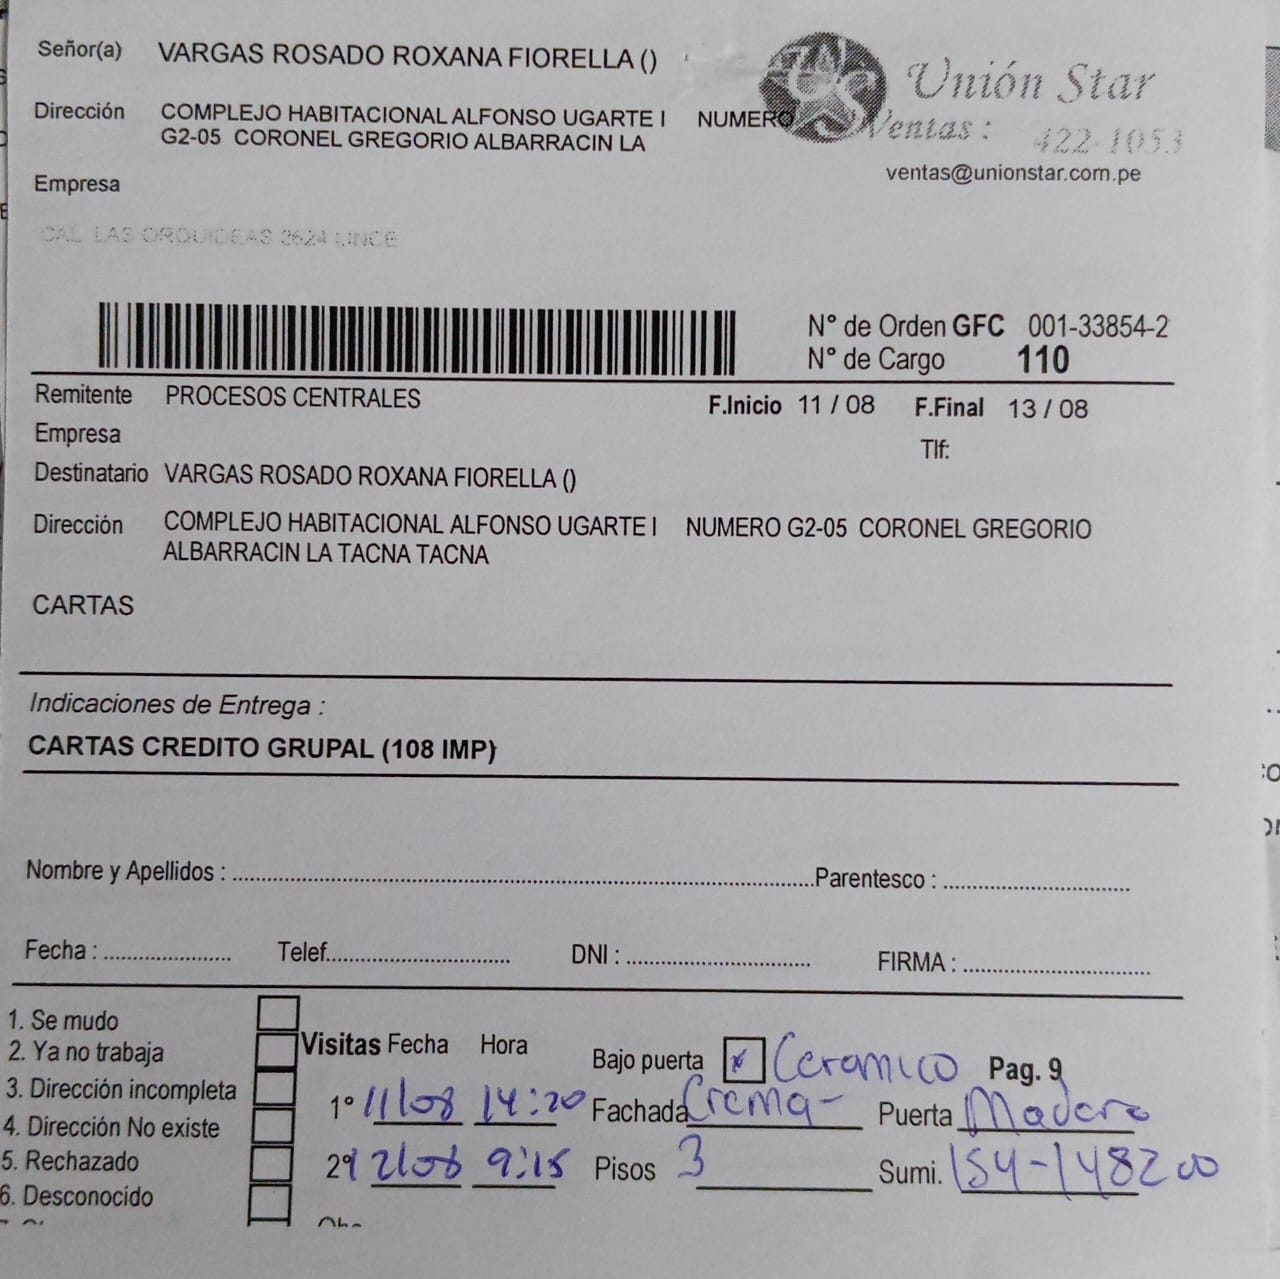 Señor(a) VARGAS ROSADO ROXANA FIORELLA ()
Unión Star
Dirección COMPLEJO HABITACIONAL ALFONSO UGARTE I NUMERO
G2-05 CORONEL GREGORIO ALBARRACIN LA
Ventas : 422-1053
ventas@unionstar.com.pe
Empresa
CAL LAS ORQUIDEAS 2624 LINCE
N° de Orden GFC 001-33854-2
N° de Cargo 110
Remitente PROCESOS CENTRALES
F.Inicio 11 / 08 F.Final 13 / 08
Empresa
Tlf:
Destinatario VARGAS ROSADO ROXANA FIORELLA ()
Dirección COMPLEJO HABITACIONAL ALFONSO UGARTE I NUMERO G2-05 CORONEL GREGORIO
ALBARRACIN LA TACNA TACNA
CARTAS
Indicaciones de Entrega :
CARTAS CREDITO GRUPAL (108 IMP)
Nombre y Apellidos : Parentesco :
Fecha : Telef. DNI : FIRMA :
1. Se mudo
2. Ya no trabaja
3. Dirección incompleta
4. Dirección No existe
5. Rechazado
6. Desconocido
Visitas Fecha Hora
1° 11/08 14:20
2° 12/08 9:15
Bajo puerta Ceramico Pag. 9
Fachada Crema - Puerta Madera
Pisos 3 Sumi. 154-148200